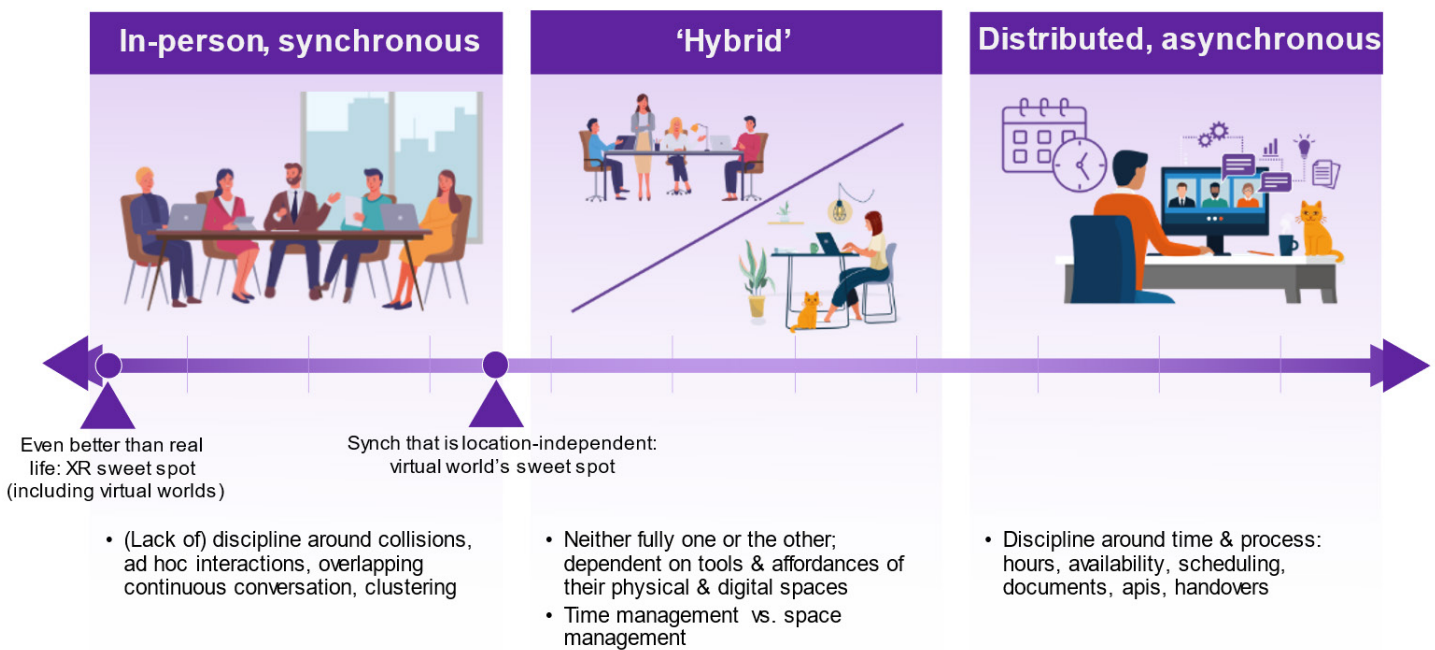 In-person, synchronous
‘Hybrid’
Distributed, asynchronous
Even better than real
life: XR sweet spot
(including virtual worlds)
Synch that is location-independent:
virtual world’s sweet spot
• (Lack of) discipline around collisions,
ad hoc interactions, overlapping
continuous conversation, clustering
• Neither fully one or the other;
dependent on tools & affordances of
their physical & digital spaces
• Time management vs. space
management
• Discipline around time & process:
hours, availability, scheduling,
documents, apis, handovers